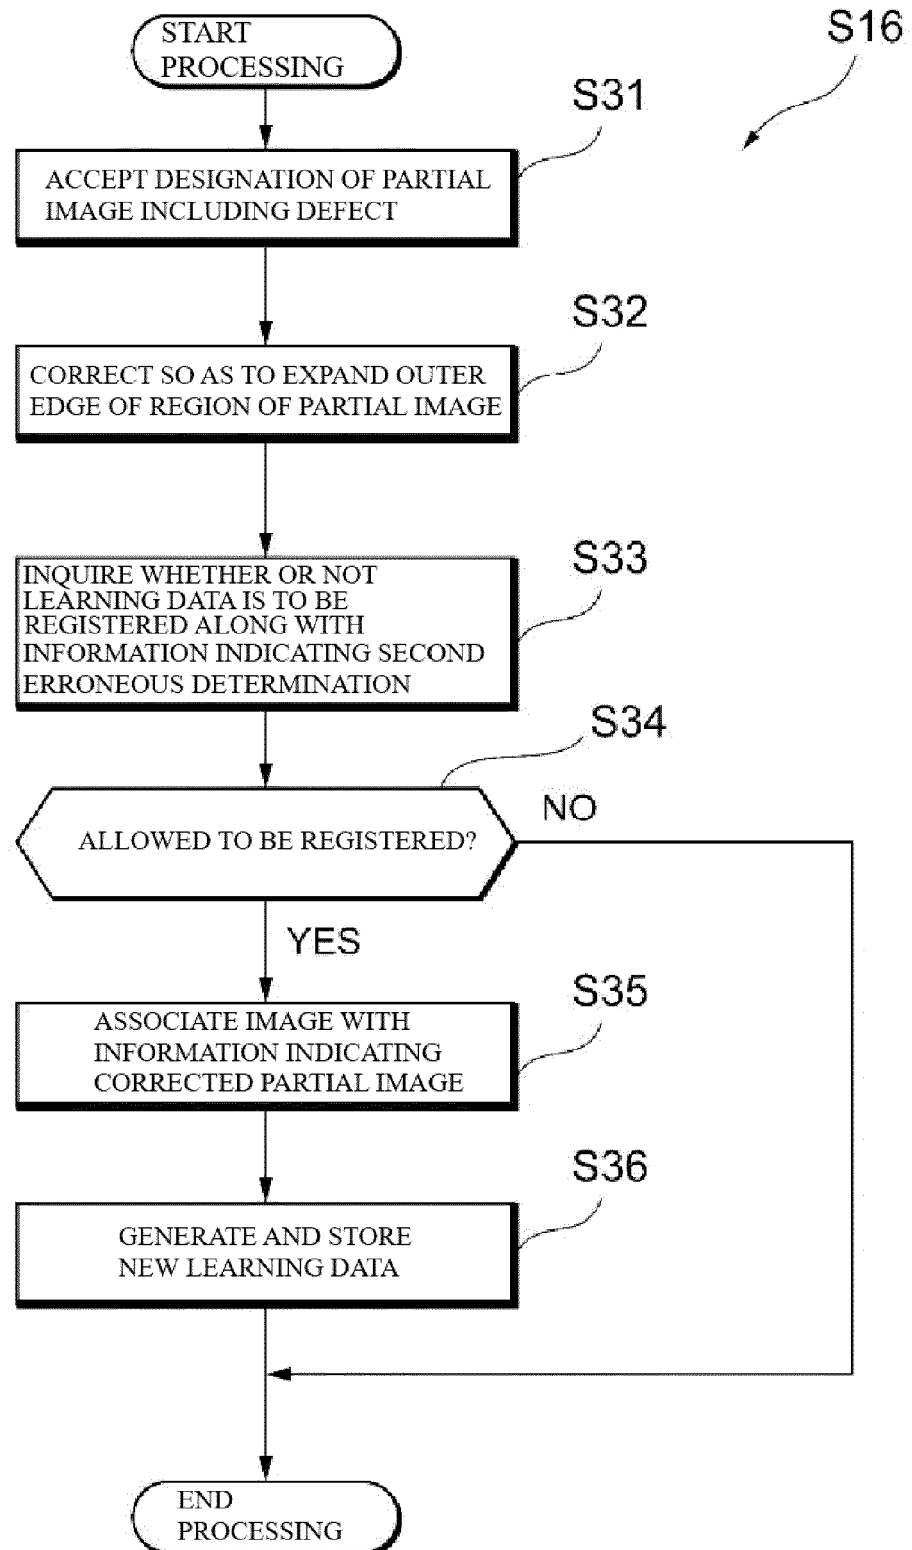 START
PROCESSING
S16
S31
ACCEPT DESIGNATION OF PARTIAL
IMAGE INCLUDING DEFECT
S32
CORRECT SO AS TO EXPAND OUTER
EDGE OF REGION OF PARTIAL IMAGE
S33
INQUIRE WHETHER OR NOT
LEARNING DATA IS TO BE
REGISTERED ALONG WITH
INFORMATION INDICATING SECOND
ERRONEOUS DETERMINATION
S34
ALLOWED TO BE REGISTERED?
NO
YES
S35
ASSOCIATE IMAGE WITH
INFORMATION INDICATING
CORRECTED PARTIAL IMAGE
S36
GENERATE AND STORE
NEW LEARNING DATA
END
PROCESSING